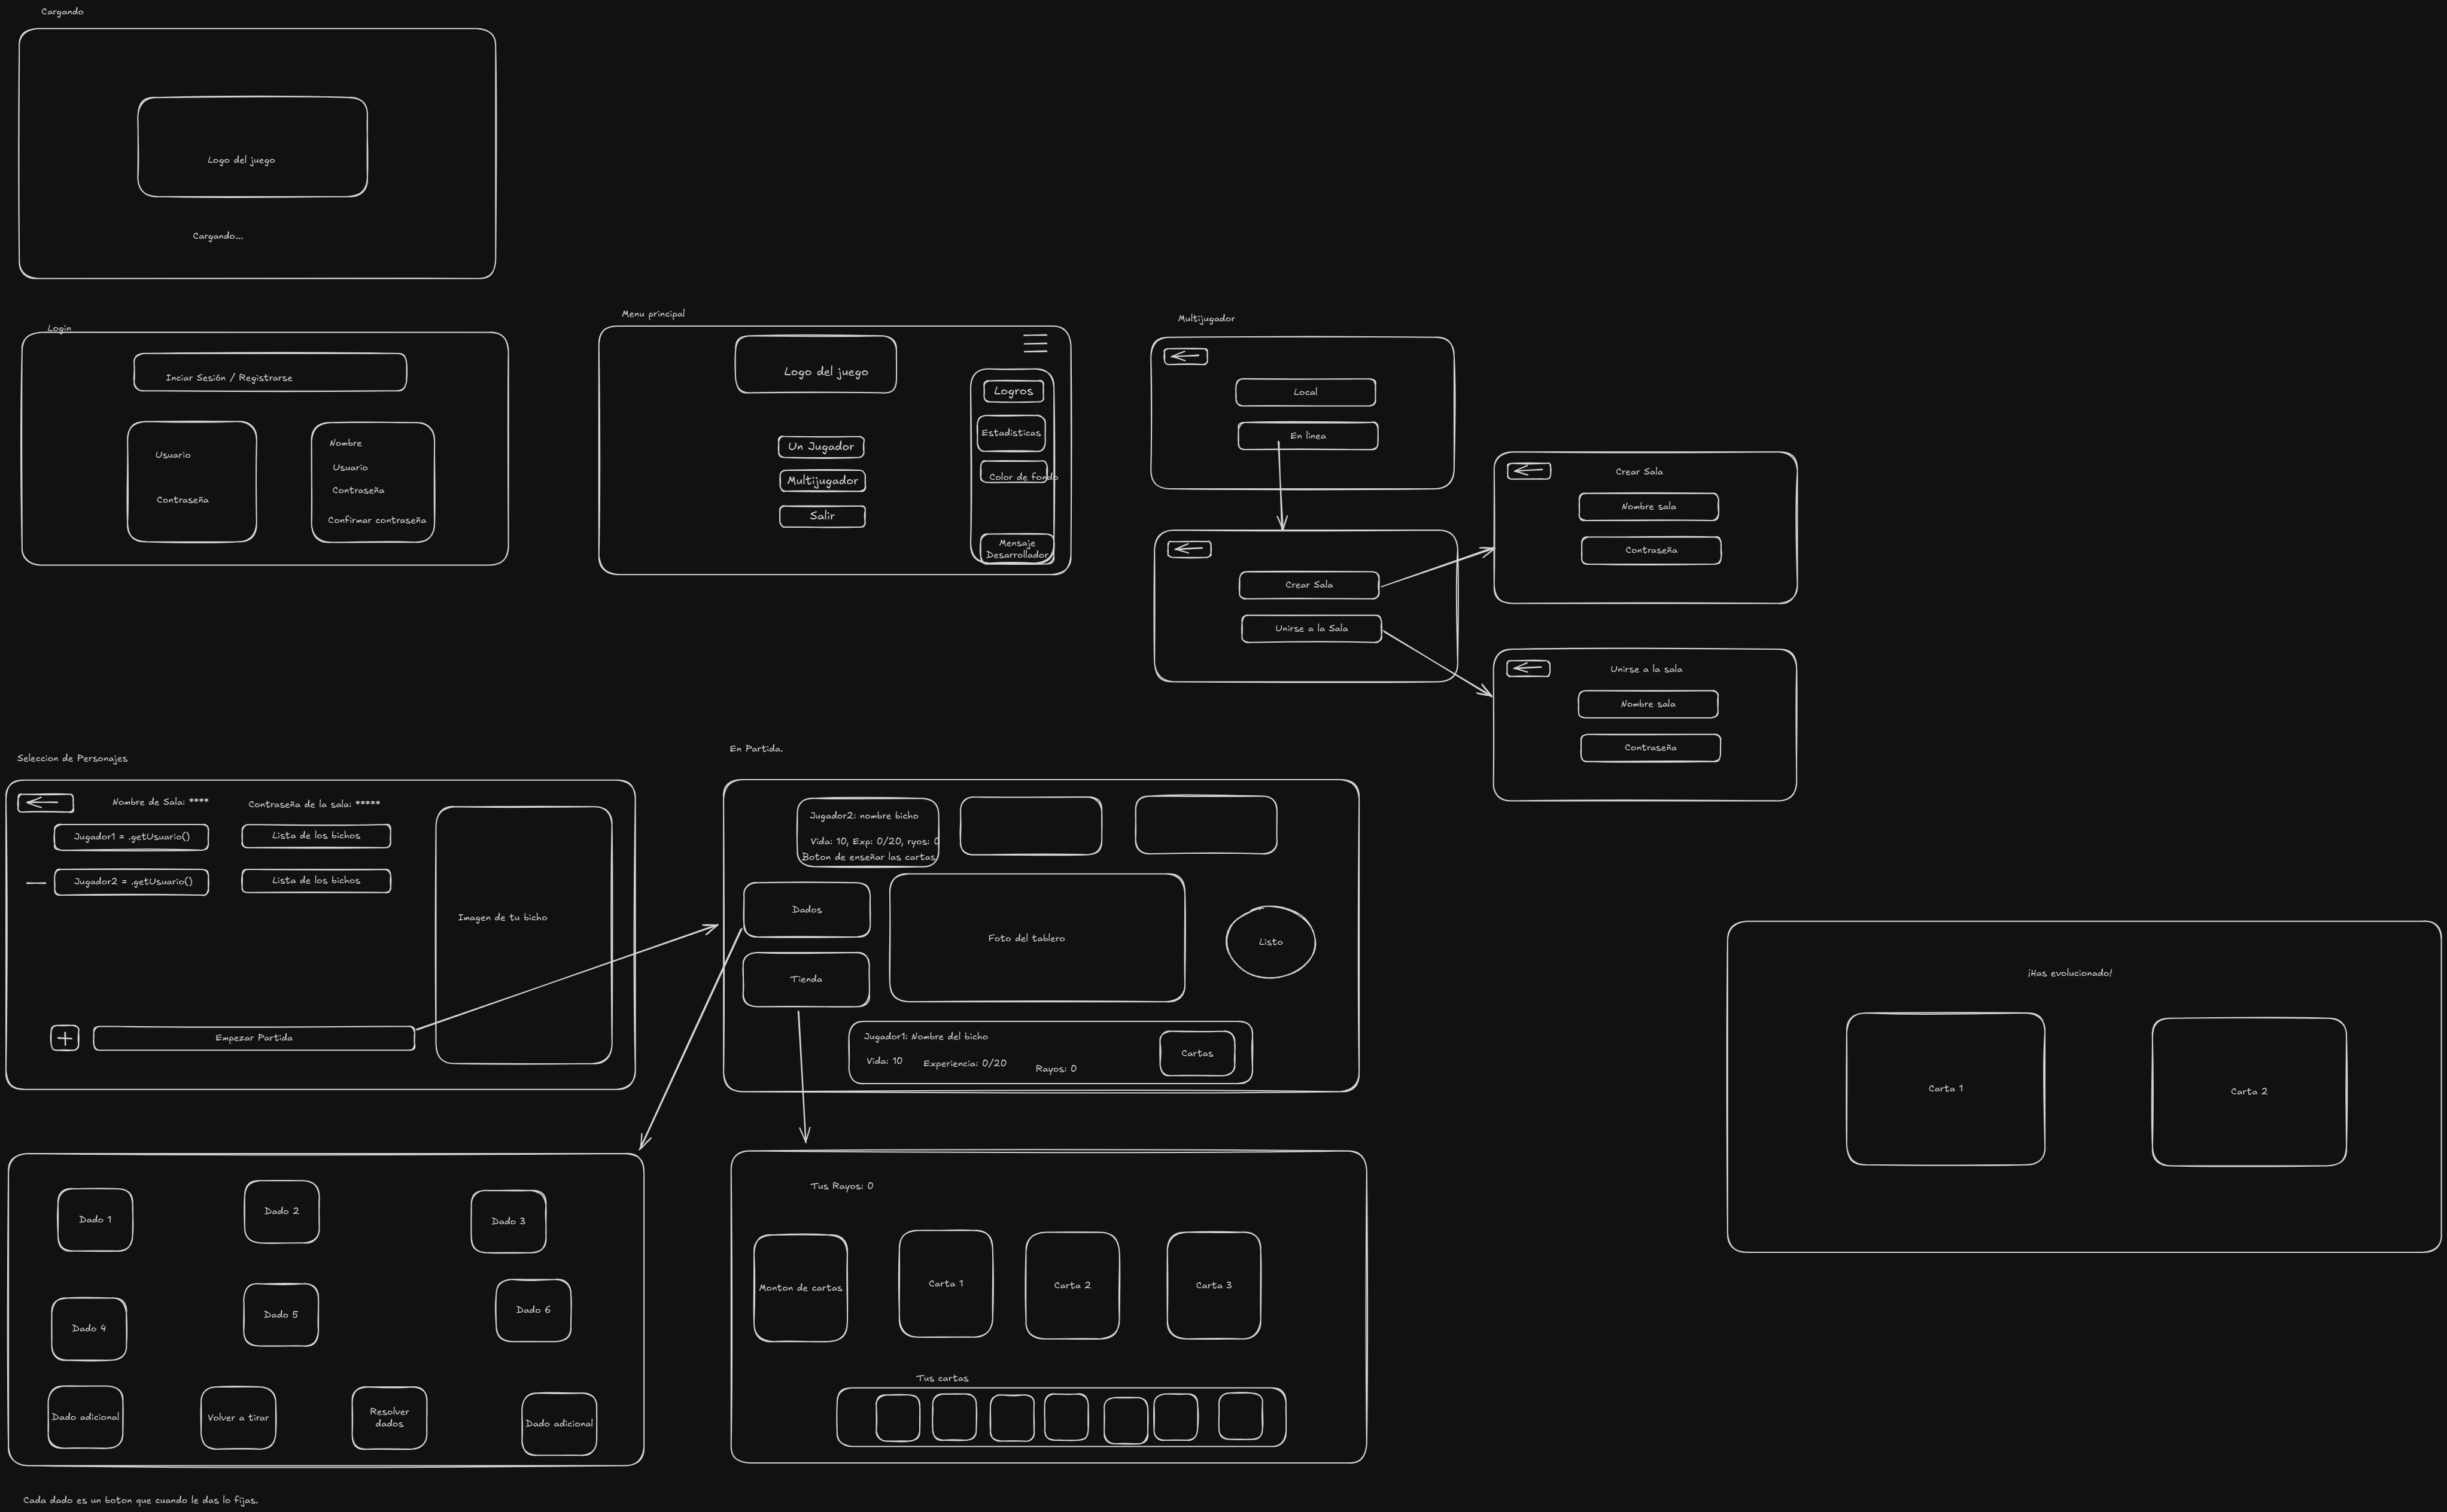 Cargando
Logo del juego
Cargando...
Login
Inciar Sesión / Registrarse
Usuario
Contraseña
Nombre
Usuario
Contraseña
Confirmar contraseña
Menu principal
Logo del juego
Un Jugador
Multijugador
Salir
Logros
Estadisticas
Color de fondo
Mensaje
Desarrollador
Multijugador
Local
En linea
Crear Sala
Unirse a la Sala
Crear Sala
Nombre sala
Contraseña
Unirse a la sala
Nombre sala
Contraseña
Seleccion de Personajes
Nombre de Sala: ****
Contraseña de la sala: *****
Jugador1 = .getUsuario()
Lista de los bichos
Jugador2 = .getUsuario()
Lista de los bichos
Imagen de tu bicho
Empezar Partida
En Partida.
Jugador2: nombre bicho
Vida: 10, Exp: 0/20, ryos: 0
Boton de enseñar las cartas
Dados
Tienda
Foto del tablero
Listo
Jugador1: Nombre del bicho
Vida: 10
Experiencia: 0/20
Rayos: 0
Cartas
¡Has evolucionado!
Carta 1
Carta 2
Dado 1
Dado 2
Dado 3
Dado 4
Dado 5
Dado 6
Dado adicional
Volver a tirar
Resolver
dados
Dado adicional
Cada dado es un boton que cuando le das lo fijas.
Tus Rayos: 0
Monton de cartas
Carta 1
Carta 2
Carta 3
Tus cartas